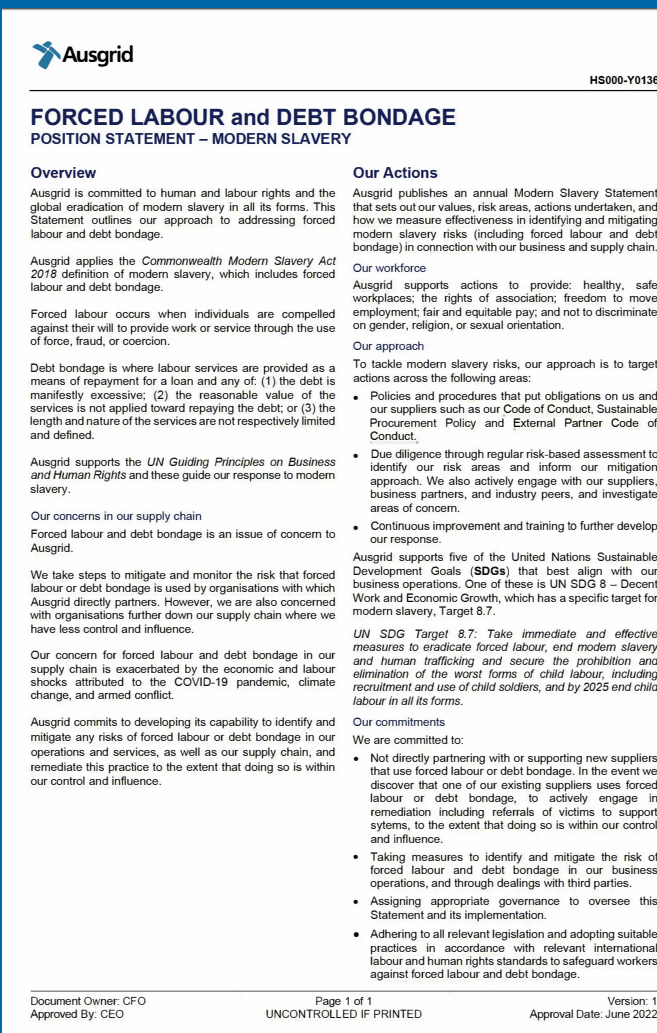 Ausgrid
HS000-Y0136
FORCED LABOUR and DEBT BONDAGE
POSITION STATEMENT – MODERN SLAVERY
Overview
Ausgrid is committed to human and labour rights and the
global eradication of modern slavery in all its forms. This
Statement outlines our approach to addressing forced
labour and debt bondage.
Ausgrid applies the Commonwealth Modern Slavery Act
2018 definition of modern slavery, which includes forced
labour and debt bondage.
Forced labour occurs when individuals are compelled
against their will to provide work or service through the use
of force, fraud, or coercion.
Debt bondage is where labour services are provided as a
means of repayment for a loan and any of: (1) the debt is
manifestly excessive; (2) the reasonable value of the
services is not applied toward repaying the debt; or (3) the
length and nature of the services are not respectively limited
and defined.
Ausgrid supports the UN Guiding Principles on Business
and Human Rights and these guide our response to modern
slavery.
Our concerns in our supply chain
Forced labour and debt bondage is an issue of concern to
Ausgrid.
We take steps to mitigate and monitor the risk that forced
labour or debt bondage is used by organisations with which
Ausgrid directly partners. However, we are also concerned
with organisations further down our supply chain where we
have less control and influence.
Our concern for forced labour and debt bondage in our
supply chain is exacerbated by the economic and labour
shocks attributed to the COVID-19 pandemic, climate
change, and armed conflict.
Ausgrid commits to developing its capability to identify and
mitigate any risks of forced labour or debt bondage in our
operations and services, as well as our supply chain, and
remediate this practice to the extent that doing so is within
our control and influence.
Our Actions
Ausgrid publishes an annual Modern Slavery Statement
that sets out our values, risk areas, actions undertaken, and
how we measure effectiveness in identifying and mitigating
modern slavery risks (including forced labour and debt
bondage) in connection with our business and supply chain.
Our workforce
Ausgrid supports actions to provide: healthy, safe
workplaces; the rights of association; freedom to move
employment; fair and equitable pay; and not to discriminate
on gender, religion, or sexual orientation.
Our approach
To tackle modern slavery risks, our approach is to target
actions across the following areas:
• Policies and procedures that put obligations on us and
our suppliers such as our Code of Conduct, Sustainable
Procurement Policy and External Partner Code of
Conduct.
• Due diligence through regular risk-based assessment to
identify our risk areas and inform our mitigation
approach. We also actively engage with our suppliers,
business partners, and industry peers, and investigate
areas of concern.
• Continuous improvement and training to further develop
our response.
Ausgrid supports five of the United Nations Sustainable
Development Goals (SDGs) that best align with our
business operations. One of these is UN SDG 8 – Decent
Work and Economic Growth, which has a specific target for
modern slavery, Target 8.7.
UN SDG Target 8.7: Take immediate and effective
measures to eradicate forced labour, end modern slavery
and human trafficking and secure the prohibition and
elimination of the worst forms of child labour, including
recruitment and use of child soldiers, and by 2025 end child
labour in all its forms.
Our commitments
We are committed to:
• Not directly partnering with or supporting new suppliers
that use forced labour or debt bondage. In the event we
discover that one of our existing suppliers uses forced
labour or debt bondage, to actively engage in
remediation including referrals of victims to support
sytems, to the extent that doing so is within our control
and influence.
• Taking measures to identify and mitigate the risk of
forced labour and debt bondage in our business
operations, and through dealings with third parties.
• Assigning appropriate governance to oversee this
Statement and its implementation.
• Adhering to all relevant legislation and adopting suitable
practices in accordance with relevant international
labour and human rights standards to safeguard workers
against forced labour and debt bondage.
Document Owner: CFO
Approved By: CEO
Page 1 of 1
UNCONTROLLED IF PRINTED
Version: 1
Approval Date: June 2022